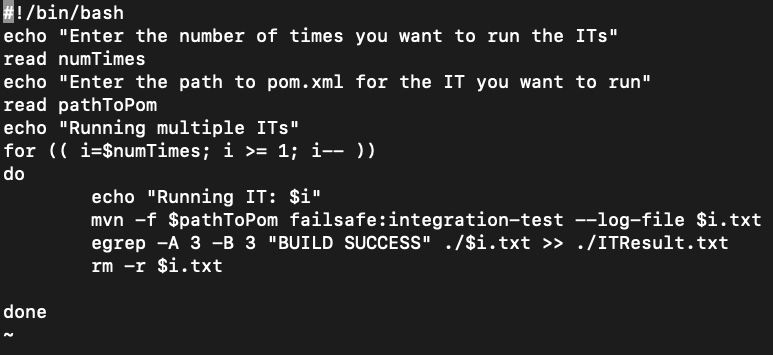 #!/bin/bash
echo "Enter the number of times you want to run the ITs"
read numTimes
echo "Enter the path to pom.xml for the IT you want to run"
read pathToPom
echo "Running multiple ITs"
for (( i=$numTimes; i >= 1; i-- ))
do
        echo "Running IT: $i"
        mvn -f $pathToPom failsafe:integration-test --log-file $i.txt
        egrep -A 3 -B 3 "BUILD SUCCESS" ./$i.txt >> ./ITResult.txt
        rm -r $i.txt

done
~